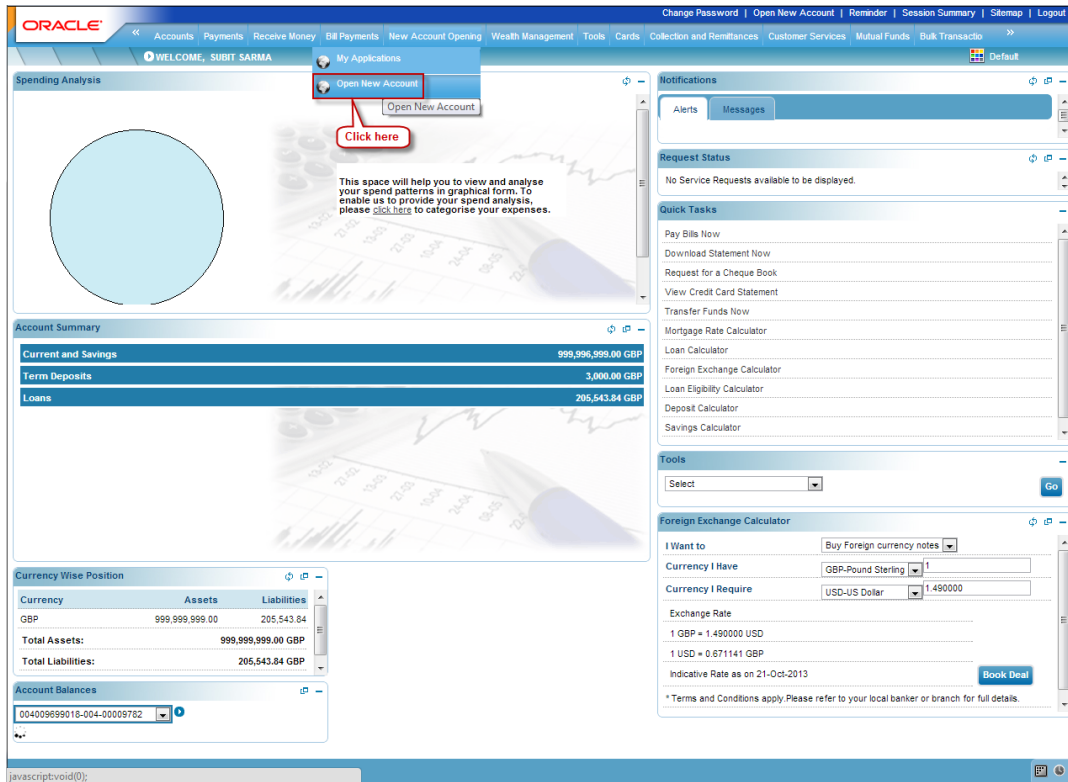 Change Password | Open New Account | Reminder | Session Summary | Sitemap | Logout
ORACLE
« Accounts Payments Receive Money Bill Payments New Account Opening Wealth Management Tools Cards Collection and Remittances Customer Services Mutual Funds Bulk Transactio »
WELCOME, SUBIT SARMA
Default
My Applications
Open New Account
Open New Account
Click here
Spending Analysis
This space will help you to view and analyse
your spend patterns in graphical form. To
enable us to provide your spend analysis,
please click here to categorise your expenses.
Account Summary
Current and Savings 999,996,999.00 GBP
Term Deposits 3,000.00 GBP
Loans 205,543.84 GBP
Currency Wise Position
Currency Assets Liabilities
GBP 999,999,999.00 205,543.84
Total Assets: 999,999,999.00 GBP
Total Liabilities: 205,543.84 GBP
Account Balances
004009699018-004-00009782
Notifications
Alerts Messages
Request Status
No Service Requests available to be displayed.
Quick Tasks
Pay Bills Now
Download Statement Now
Request for a Cheque Book
View Credit Card Statement
Transfer Funds Now
Mortgage Rate Calculator
Loan Calculator
Foreign Exchange Calculator
Loan Eligibility Calculator
Deposit Calculator
Savings Calculator
Tools
Select
Go
Foreign Exchange Calculator
I Want to Buy Foreign currency notes
Currency I Have GBP-Pound Sterling 1
Currency I Require USD-US Dollar 1.490000
Exchange Rate
1 GBP = 1.490000 USD
1 USD = 0.671141 GBP
Indicative Rate as on 21-Oct-2013
Book Deal
* Terms and Conditions apply.Please refer to your local banker or branch for full details.
javascript:void(0);